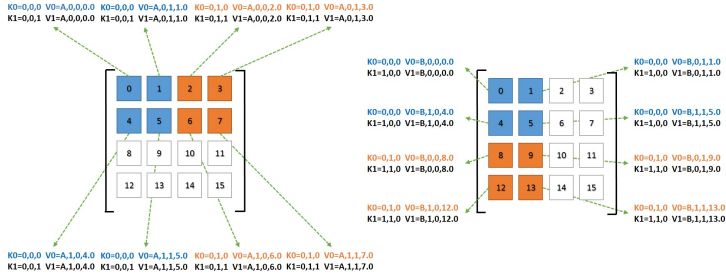 K0=0,0,0 V0=A,0,0,0.0 K0=0,0,0 V0=A,0,1,1.0 K0=0,1,0 V0=A,0,0,2.0 K0=0,1,0 V0=A,0,1,3.0
K1=0,0,1 V1=A,0,0,0.0 K1=0,0,1 V1=A,0,1,1.0 K1=0,1,1 V1=A,0,0,2.0 K1=0,1,1 V1=A,0,1,3.0
0 1 2 3
4 5 6 7
8 9 10 11
12 13 14 15
K0=0,0,0 V0=A,1,0,4.0 K0=0,0,0 V0=A,1,1,5.0 K0=0,1,0 V0=A,1,0,6.0 K0=0,1,0 V0=A,1,1,7.0
K1=0,0,1 V1=A,1,0,4.0 K1=0,0,1 V1=A,1,1,5.0 K1=0,1,1 V1=A,1,0,6.0 K1=0,1,1 V1=A,1,1,7.0
K0=0,0,0 V0=B,0,0,0.0
K1=1,0,0 V1=B,0,0,0.0
K0=0,0,0 V0=B,1,0,4.0
K1=1,0,0 V1=B,1,0,4.0
K0=0,1,0 V0=B,0,0,8.0
K1=1,1,0 V1=B,0,0,8.0
K0=0,1,0 V0=B,1,0,12.0
K1=1,1,0 V1=B,1,0,12.0
0 1 2 3
4 5 6 7
8 9 10 11
12 13 14 15
K0=0,0,0 V0=B,0,1,1.0
K1=1,0,0 V1=B,0,1,1.0
K0=0,0,0 V0=B,1,1,5.0
K1=1,0,0 V1=B,1,1,5.0
K0=0,1,0 V0=B,0,1,9.0
K1=1,1,0 V1=B,0,1,9.0
K0=0,1,0 V0=B,1,1,13.0
K1=1,1,0 V1=B,1,1,13.0